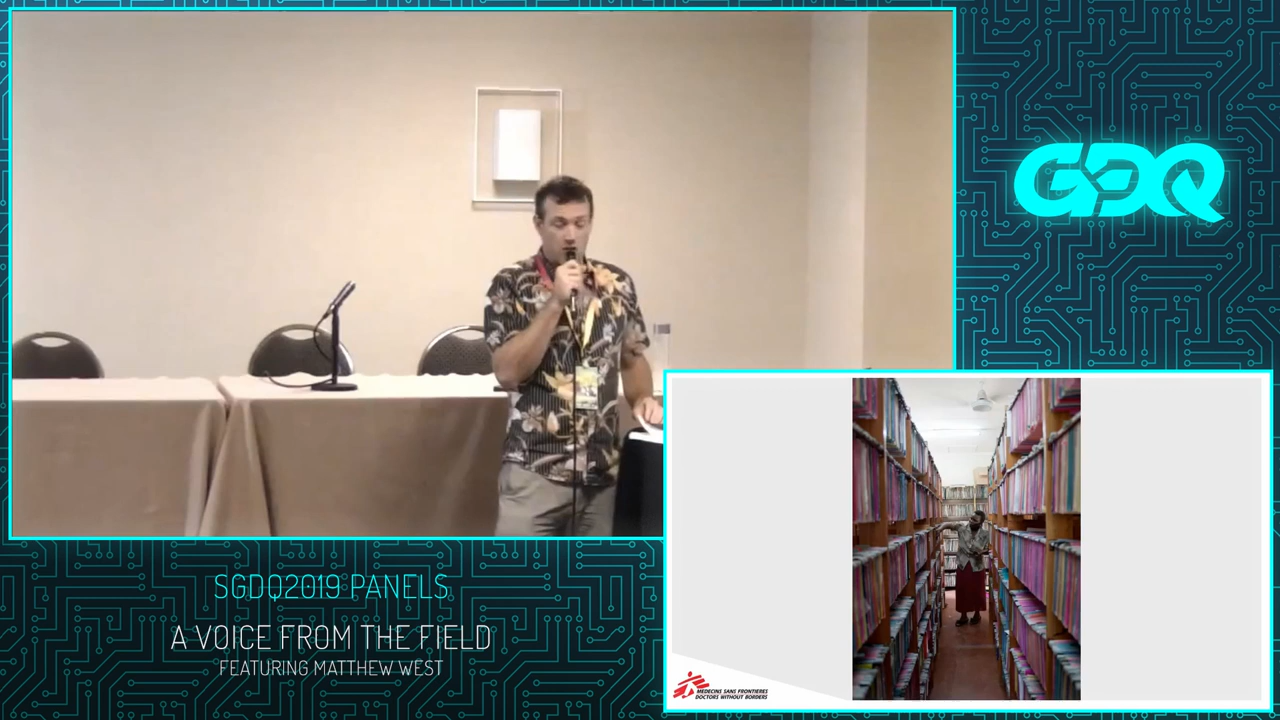 GDQ
SGDQ2019 PANELS
A VOICE FROM THE FIELD
FEATURING MATTHEW WEST
MEDECINS SANS FRONTIERES
DOCTORS WITHOUT BORDERS